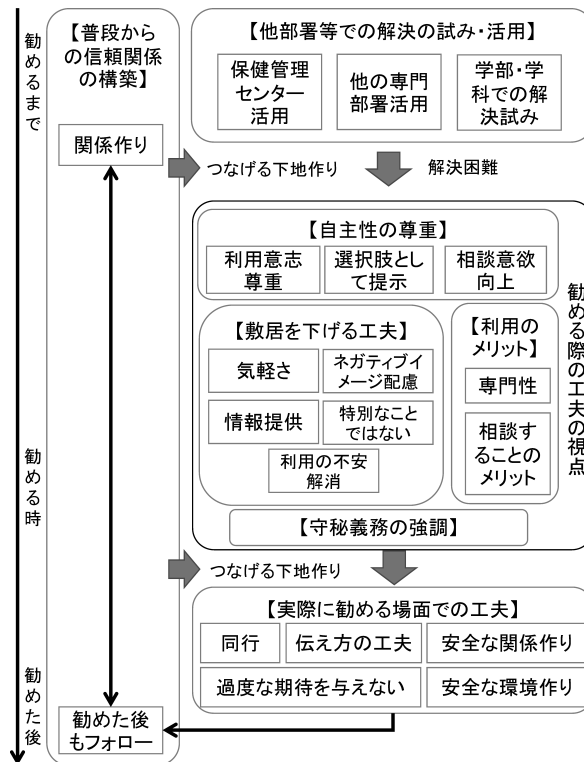 勧めるまで
勧める時
勧めた後
【普段から
の信頼関係
の構築】
関係作り
勧めた後
もフォロー
【他部署等での解決の試み・活用】
保健管理
センター
活用
他の専門
部署活用
学部・学
科での解
決試み
つなげる下地作り
解決困難
【自主性の尊重】
利用意志
尊重
選択肢とし
て提示
相談意欲
向上
【敷居を下げる工夫】
気軽さ
ネガティブイ
メージ配慮
情報提供
特別なこと
ではない
利用の不安
解消
【利用の
メリット】
専門性
相談す
ることの
メリット
【守秘義務の強調】
勧める際の工夫の視点
つなげる下地作り
【実際に勧める場面での工夫】
同行
伝え方の工夫
安全な関係作り
過度な期待を与えない
安全な環境作り